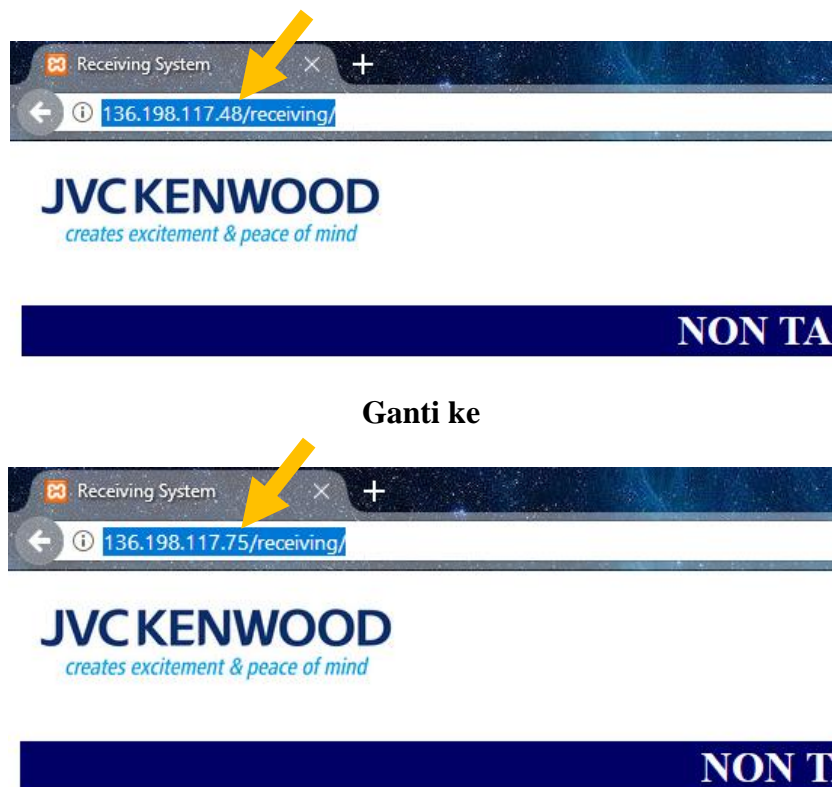 Receiving System
136.198.117.48/receiving/
JVCKENWOOD
creates excitement & peace of mind
NON TA
Ganti ke
Receiving System
136.198.117.75/receiving/
JVCKENWOOD
creates excitement & peace of mind
NON TA